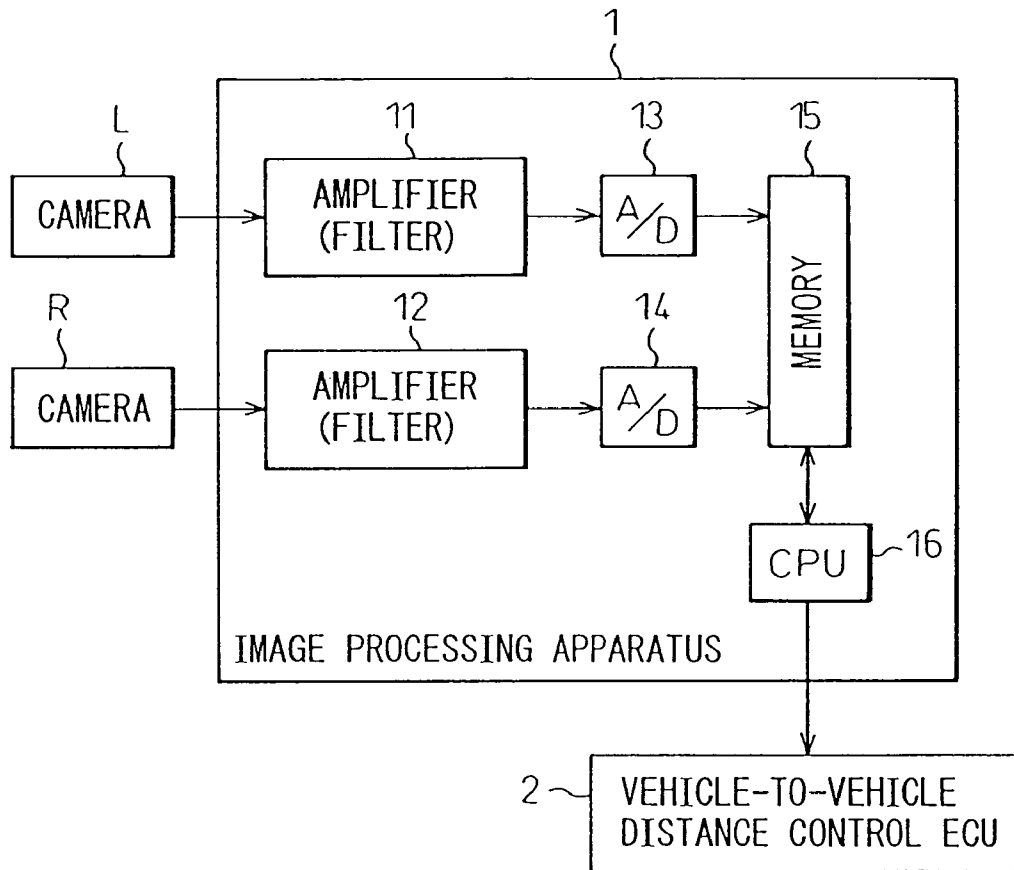 1
L
11
13
15
CAMERA
AMPLIFIER
(FILTER)
A/D
MEMORY
R
12
14
CAMERA
AMPLIFIER
(FILTER)
A/D
CPU
16
IMAGE PROCESSING APPARATUS
2
VEHICLE-TO-VEHICLE
DISTANCE CONTROL ECU